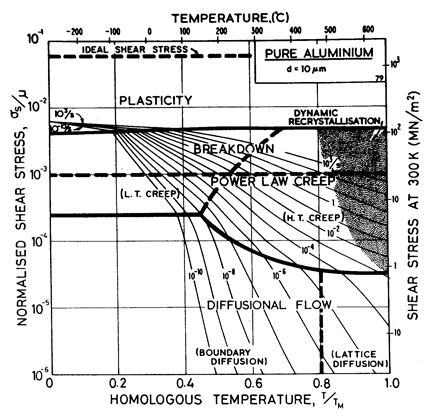 TEMPERATURE, (°C)
-200 -100 0 100 200 300 400 500 600
10⁻¹
IDEAL SHEAR STRESS
PURE ALUMINIUM
d = 10 μm
79
10³
PLASTICITY
10⁻²
10³/s
DYNAMIC
RECRYSTALLISATION,
10²
BREAKDOWN
10⁻³
POWER LAW CREEP
(L.T. CREEP)
(H.T. CREEP)
1
10⁻²
10⁻⁴
10⁻⁴
10⁻¹⁰
10⁻⁸
10⁻⁶
1
DIFFUSIONAL FLOW
10⁻⁵
(BOUNDARY
DIFFUSION)
(LATTICE
DIFFUSION)
10⁻⁶
0 0.2 0.4 0.6 0.8 1.0
HOMOLOGOUS TEMPERATURE, T/TM
NORMALISED SHEAR STRESS, σs/μ
SHEAR STRESS AT 300K (MN/m²)